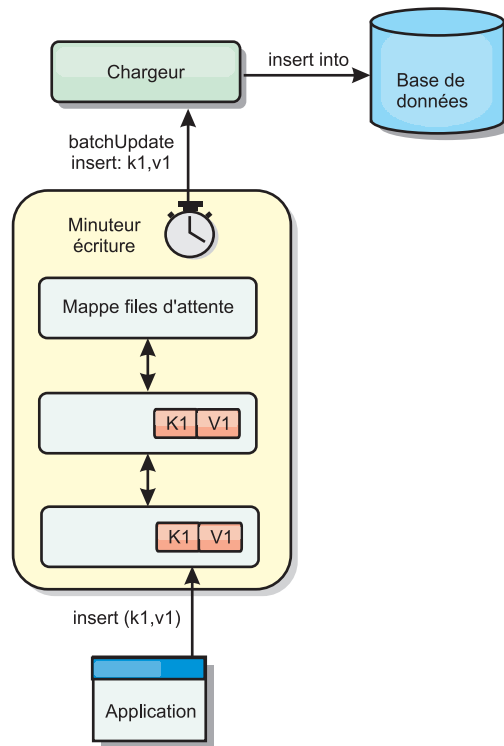 Chargeur
insert into
Base de
données
batchUpdate
insert: k1,v1
Minuteur
écriture
Mappe files d'attente
K1 V1
K1 V1
insert (k1,v1)
Application